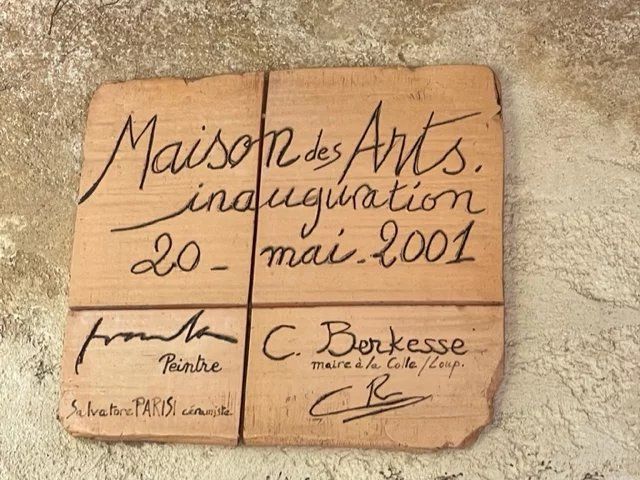 Maison des Arts.
inauguration
20 - mai. 2001
Peintre
Salvatore PARISI céramiste
C. Berkesse
maire à la Colle/Loup.